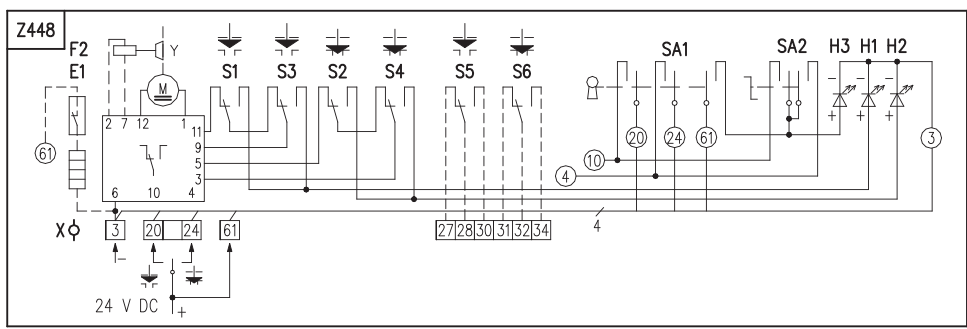 Z448
F2
E1
Y
M
S1 S3 S2 S4 S5 S6 SA1 SA2 H3 H1 H2
2 7 12 1
11
9
5
3
6 10 4
61
20 24 61
3
10
4
- - -
+ + +
4
X
3 20 24 61
27 28 30 31 32 34
-
24 V DC +